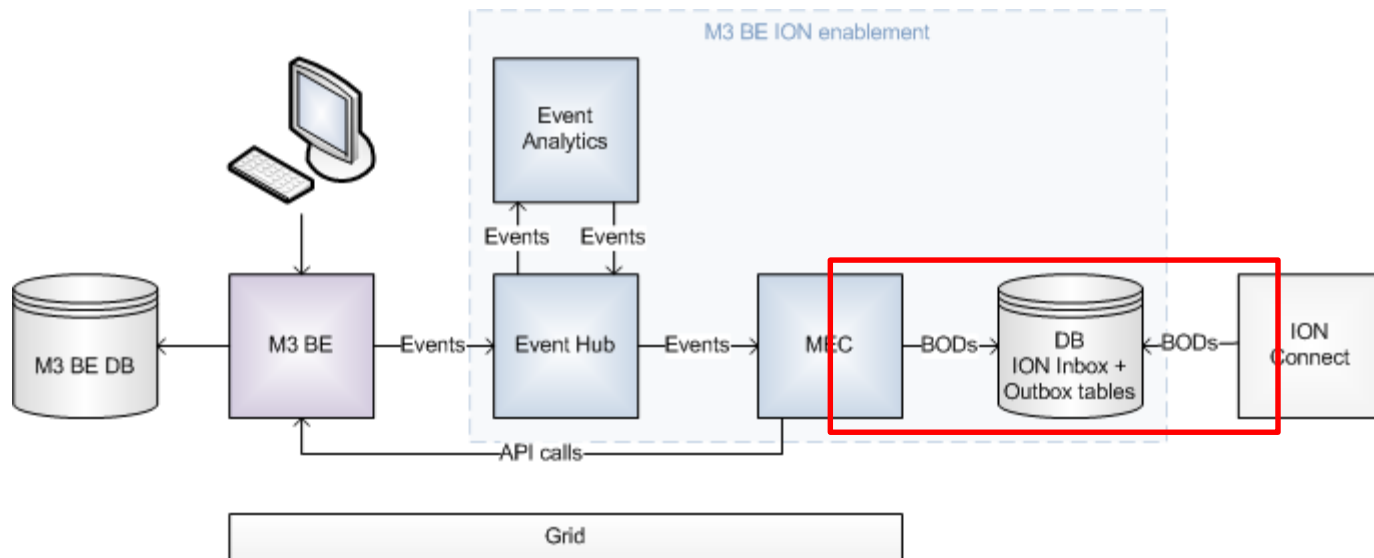 M3 BE ION enablement
Event
Analytics
Events
Events
M3 BE DB
M3 BE
Events
Event Hub
Events
MEC
BODs
DB
ION Inbox +
Outbox tables
BODs
ION
Connect
API calls
Grid